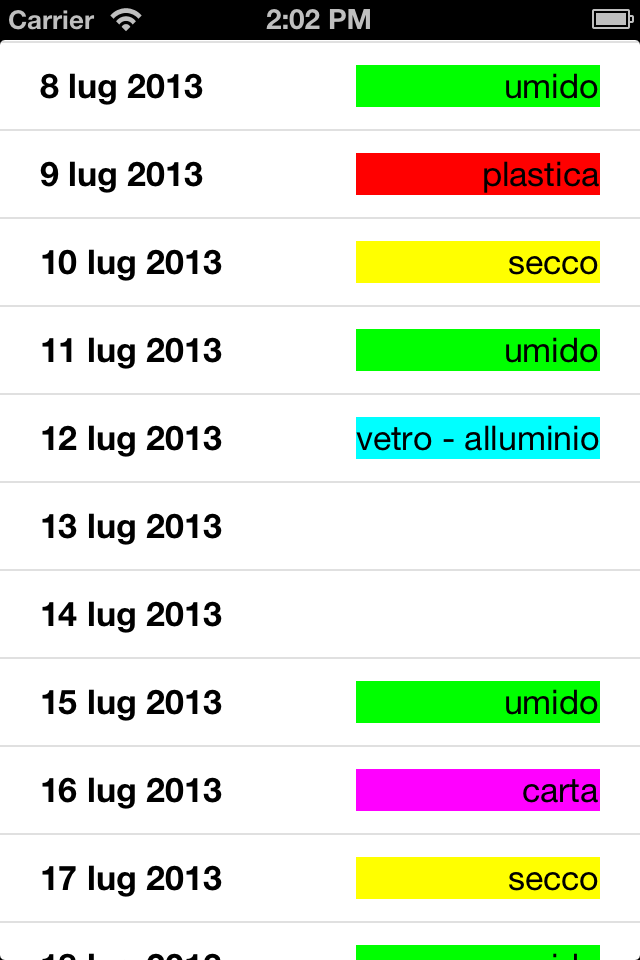 Carrier 2:02 PM
8 lug 2013 umido
9 lug 2013 plastica
10 lug 2013 secco
11 lug 2013 umido
12 lug 2013 vetro - alluminio
13 lug 2013
14 lug 2013
15 lug 2013 umido
16 lug 2013 carta
17 lug 2013 secco